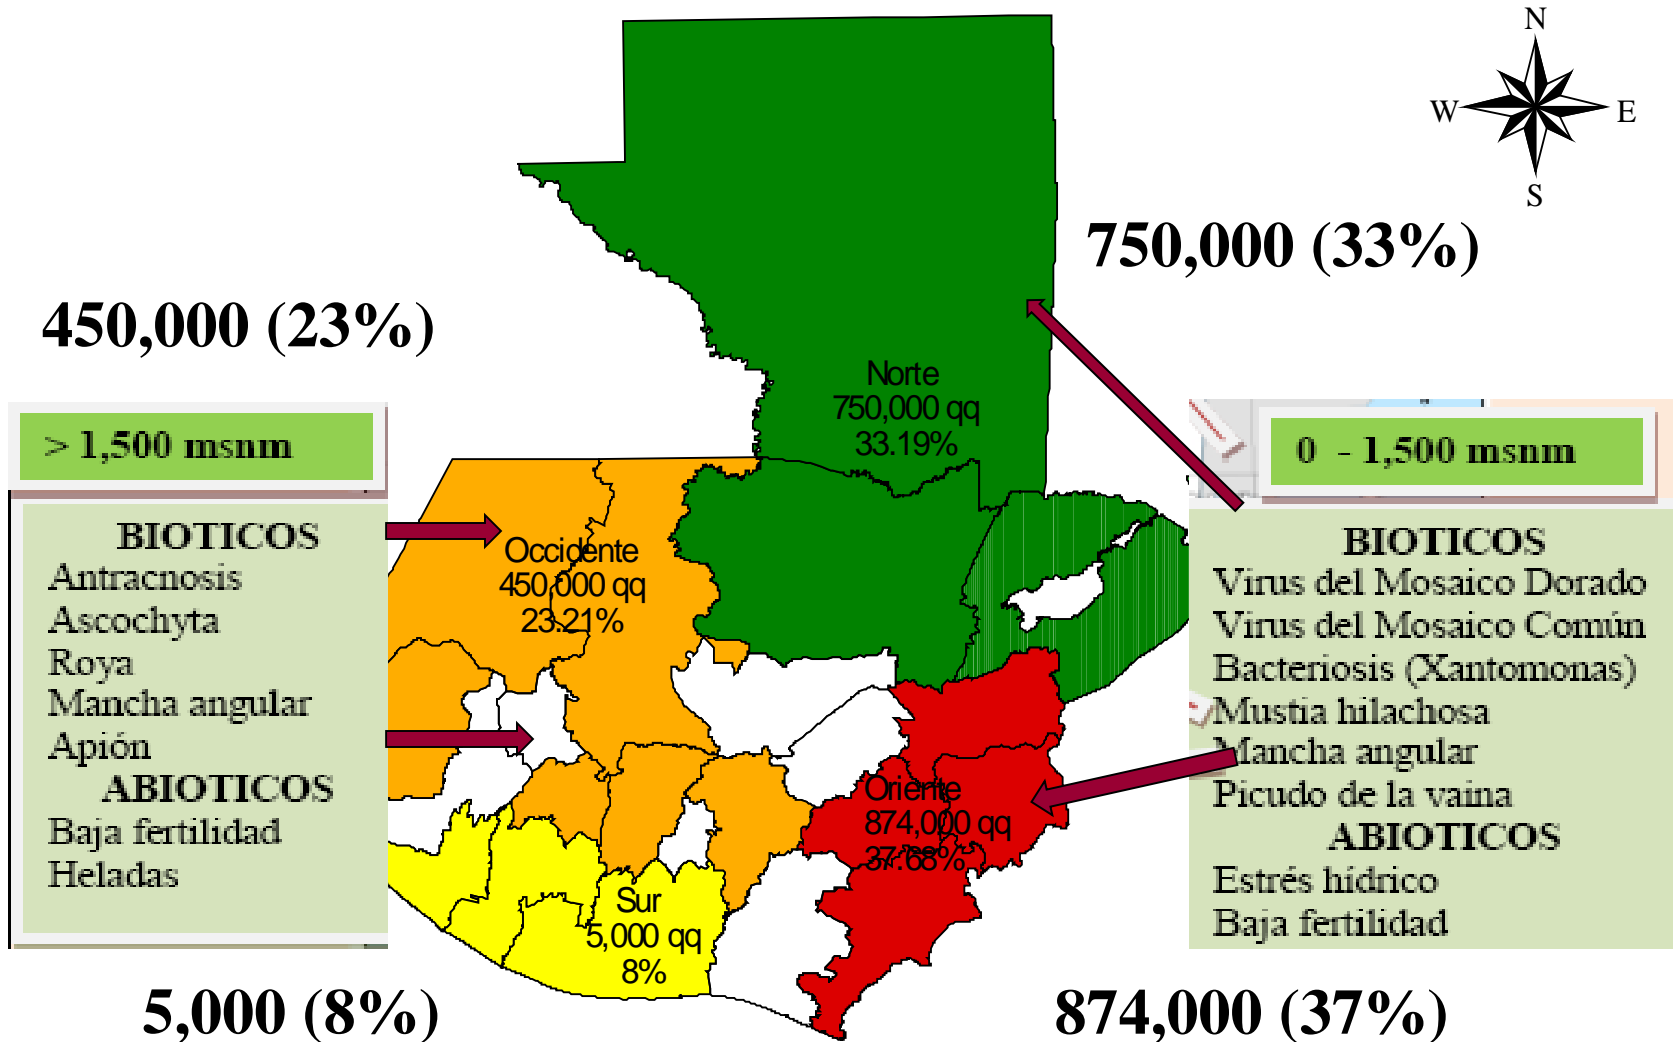 N
W
E
S
750,000 (33%)
450,000 (23%)
Norte
750,000 qq
33.19%
> 1,500 msnm
BIOTICOS
Antracnosis
Ascochyta
Roya
Mancha angular
Apión
ABIOTICOS
Baja fertilidad
Heladas
Occidente
450,000 qq
23.21%
0 - 1,500 msnm
BIOTICOS
Virus del Mosaico Dorado
Virus del Mosaico Común
Bacteriosis (Xantomonas)
Mustia hilachosa
Mancha angular
Picudo de la vaina
ABIOTICOS
Estrés hídrico
Baja fertilidad
Oriente
874,000 qq
37.68%
Sur
5,000 qq
8%
5,000 (8%)
874,000 (37%)